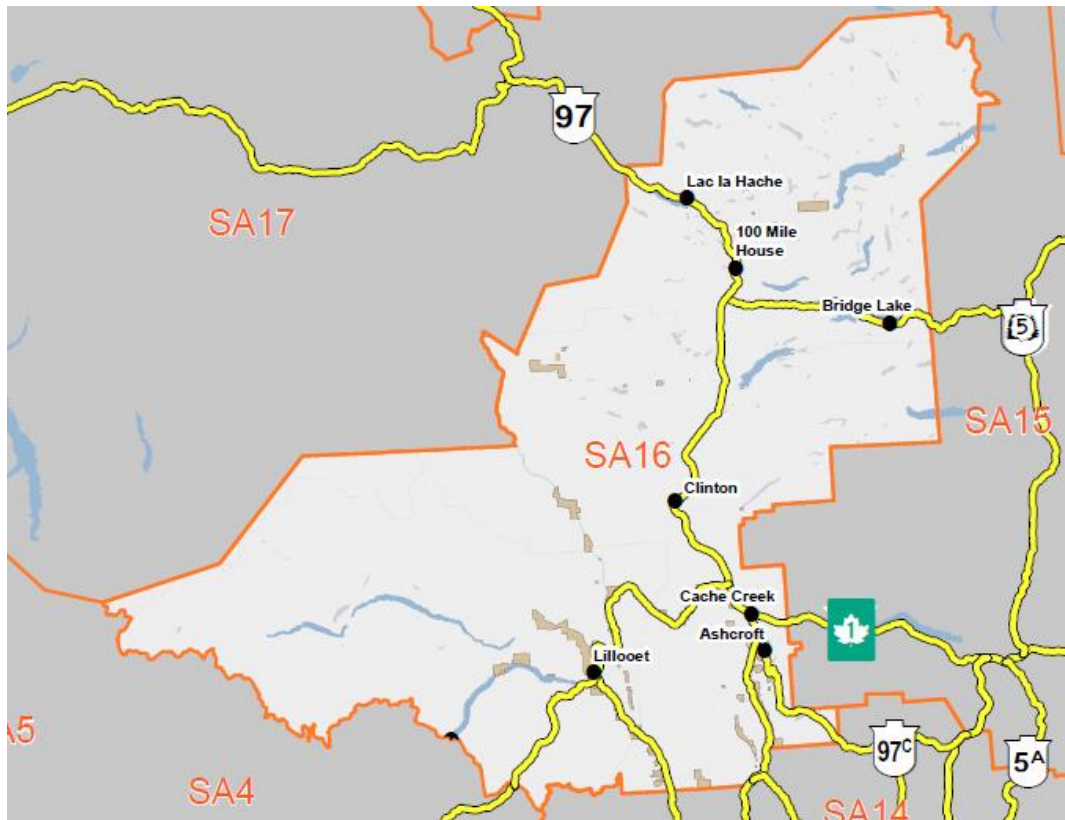 97
Lac la Hache
SA17
100 Mile
House
Bridge Lake
5
SA15
SA16
Clinton
Cache Creek
1
Ashcroft
Lillooet
A5
97C
5A
SA4
SA14